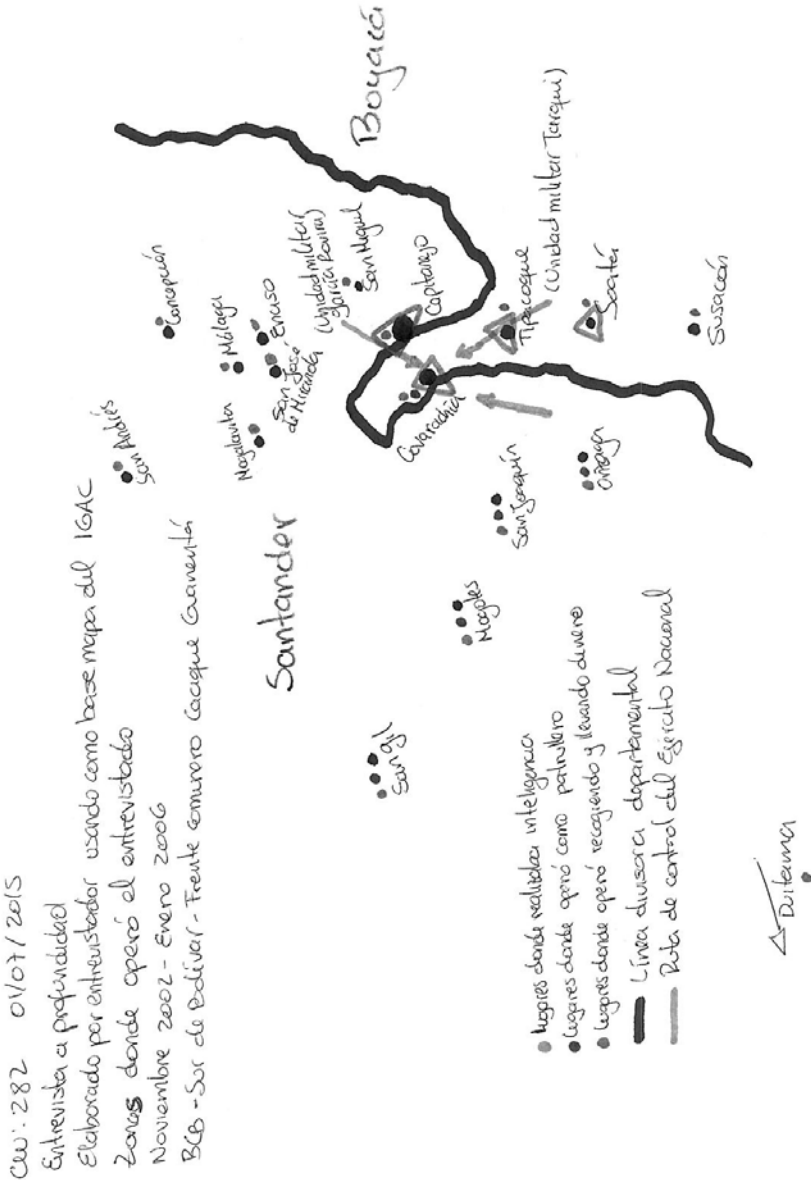 CW: 282 01/07/2015
Entrevista a profundidad
Elaborado por entrevistador usando como base mapa del IGAC
Zonas donde operó el entrevistado
Noviembre 2002 - Enero 2006
BCB - Sur de Bolívar - Frente comunero Cacique Guanentá
San Andrés
Concepción
Málaga
Enciso
San José
de Miranda
Mogotavita
(Unidad militar
García Rovira)
San Miguel
Capitanejo
Boyacá
Santander
Covarachía
Tipacoque
(Unidad militar Tarqui)
Soatá
Susacón
San Joaquín
Onzaga
Mogotes
San gil
lugares donde realizaba inteligencia
lugares donde operó como patrullero
lugares donde operó recogiendo y llevando dinero
Línea divisora departamental
Ruta de control del Ejército Nacional
Duitama